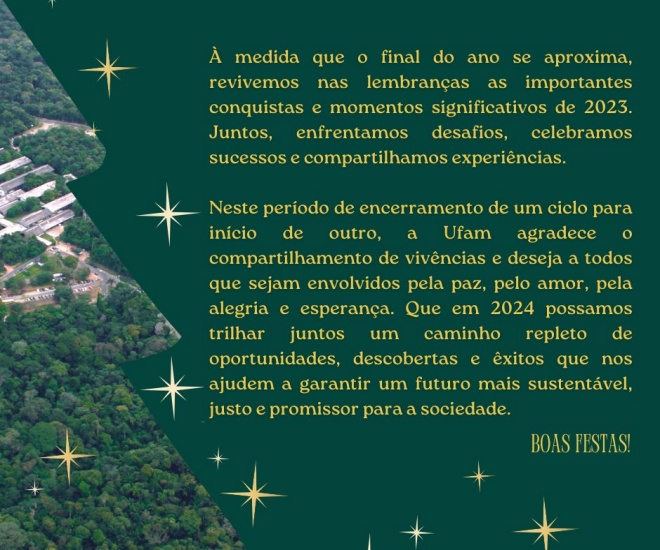 À medida que o final do ano se aproxima,
revivemos nas lembranças as importantes
conquistas e momentos significativos de 2023.
Juntos, enfrentamos desafios, celebramos
sucessos e compartilhamos experiências.
Neste período de encerramento de um ciclo para
início de outro, a Ufam agradece o
compartilhamento de vivências e deseja a todos
que sejam envolvidos pela paz, pelo amor, pela
alegria e esperança. Que em 2024 possamos
trilhar juntos um caminho repleto de
oportunidades, descobertas e êxitos que nos
ajudem a garantir um futuro mais sustentável,
justo e promissor para a sociedade.
BOAS FESTAS!